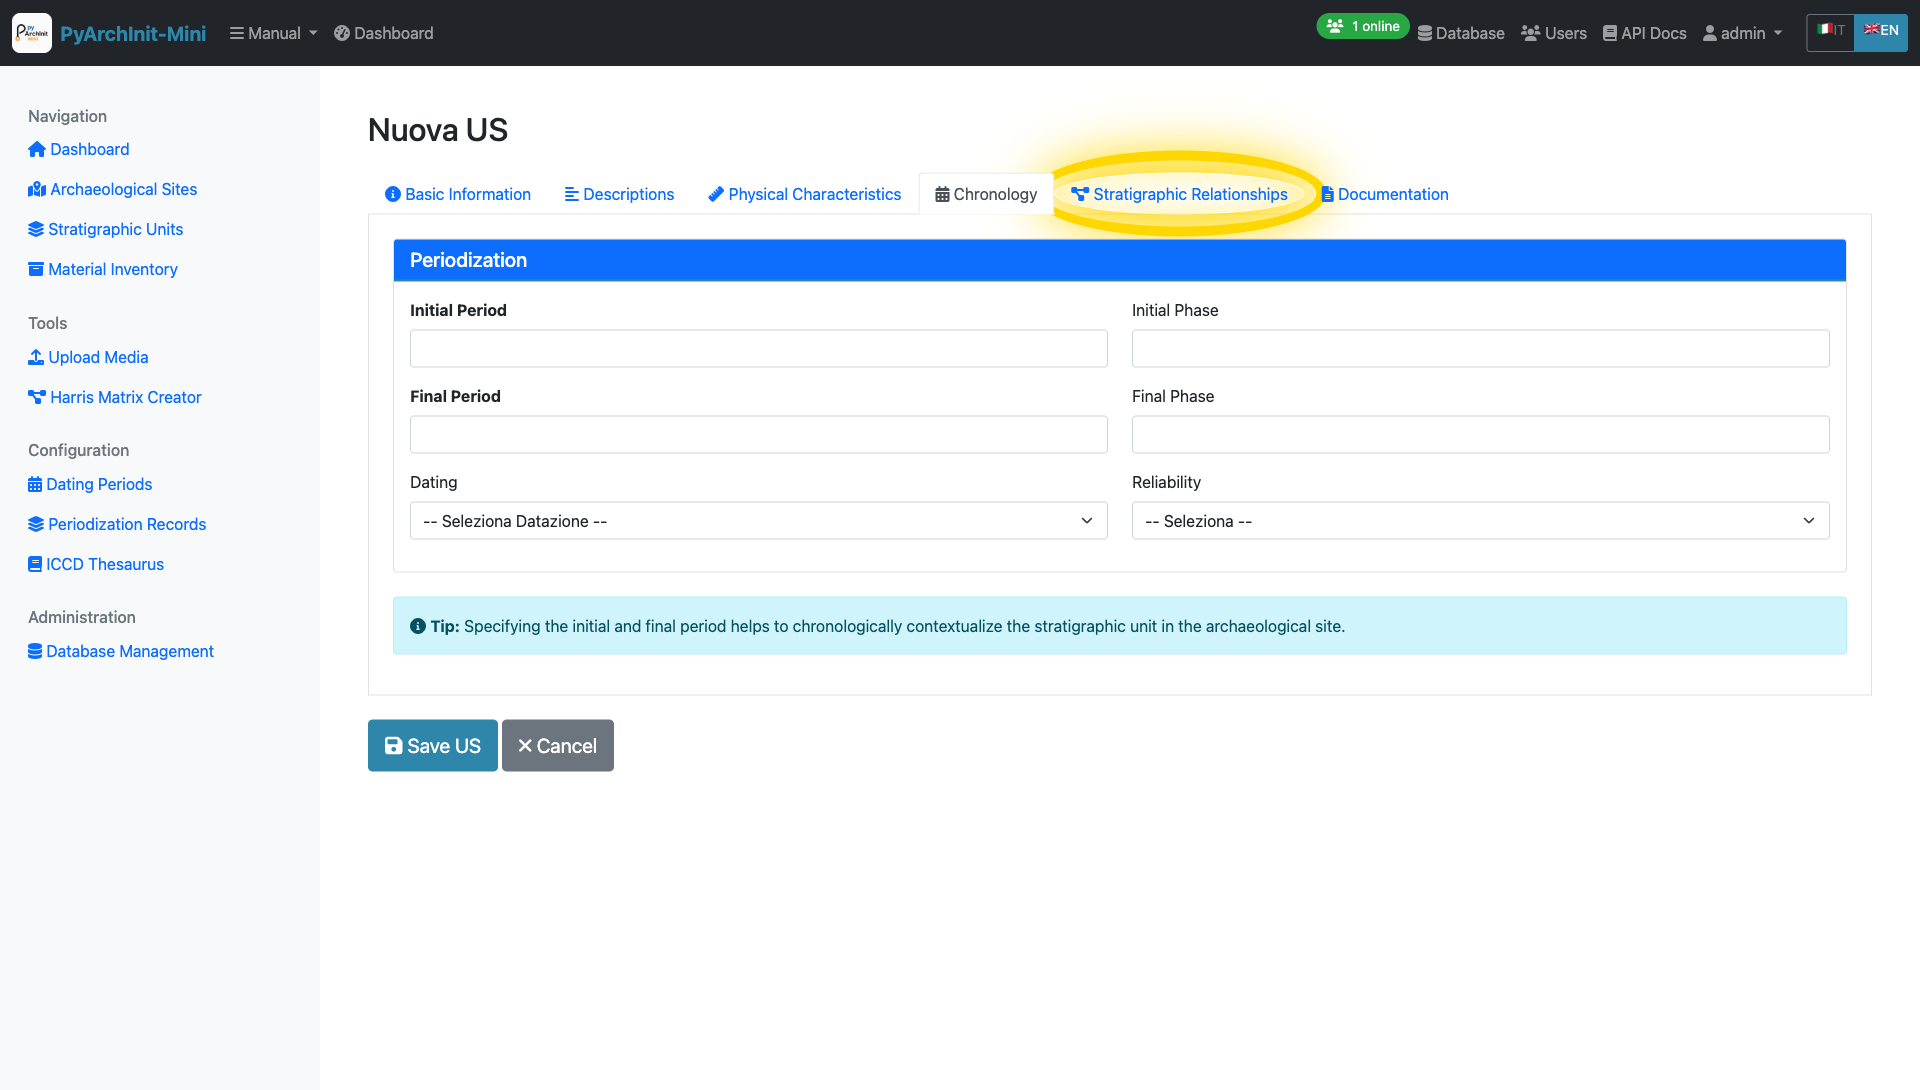 PyArchInit-Mini
Manual
Dashboard
1 online
Database
Users
API Docs
admin
IT
EN
Navigation
Dashboard
Archaeological Sites
Stratigraphic Units
Material Inventory
Tools
Upload Media
Harris Matrix Creator
Configuration
Dating Periods
Periodization Records
ICCD Thesaurus
Administration
Database Management
Nuova US
Basic Information
Descriptions
Physical Characteristics
Chronology
Stratigraphic Relationships
Documentation
Periodization
Initial Period
Initial Phase
Final Period
Final Phase
Dating
Reliability
-- Seleziona Datazione --
-- Seleziona --
Tip: Specifying the initial and final period helps to chronologically contextualize the stratigraphic unit in the archaeological site.
Save US
Cancel